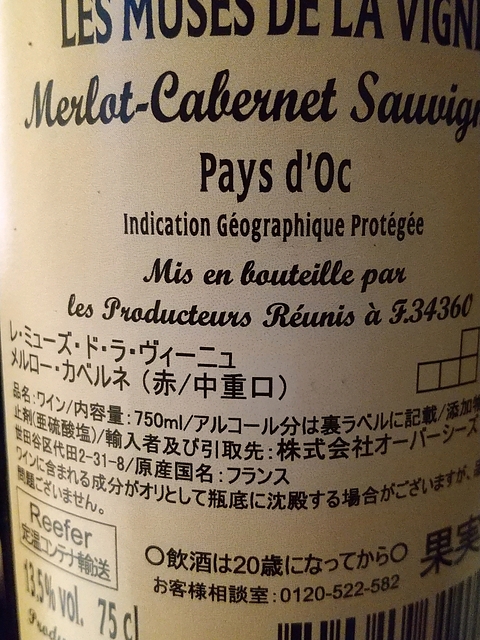 LES MUSES DE LA VIGN
Merlot-Cabernet Sauvign
Pays d'Oc
Indication Géographique Protégée
Mis en bouteille par
les Producteurs Réunis à F.34360
レ・ミューズ・ド・ラ・ヴィーニュ
メルロー・カベルネ (赤/中重口)
品名:ワイン/内容量:750ml/アルコール分は裏ラベルに記載/添加物
止剤(亜硫酸塩)/輸入者及び引取先:株式会社オーバーシーズ
世田谷区代田2-31-8/原産国名:フランス
ワインに含まれる成分がオリとして瓶底に沈殿する場合がございますが、品
問題ございません。
Reefer
定温コンテナ輸送
〇飲酒は20歳になってから〇
果実
お客様相談室:0120-522-582
13.5% vol. 75 cl
Produ